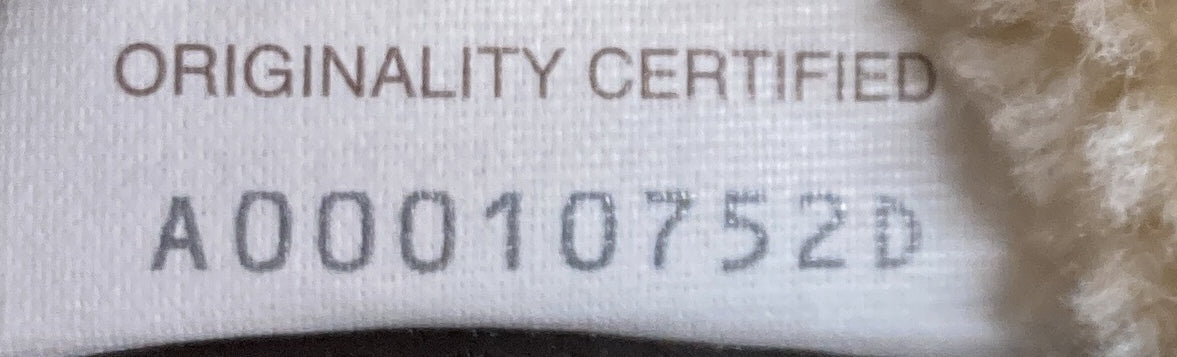 ORIGINALITY CERTIFIED
A00010752D